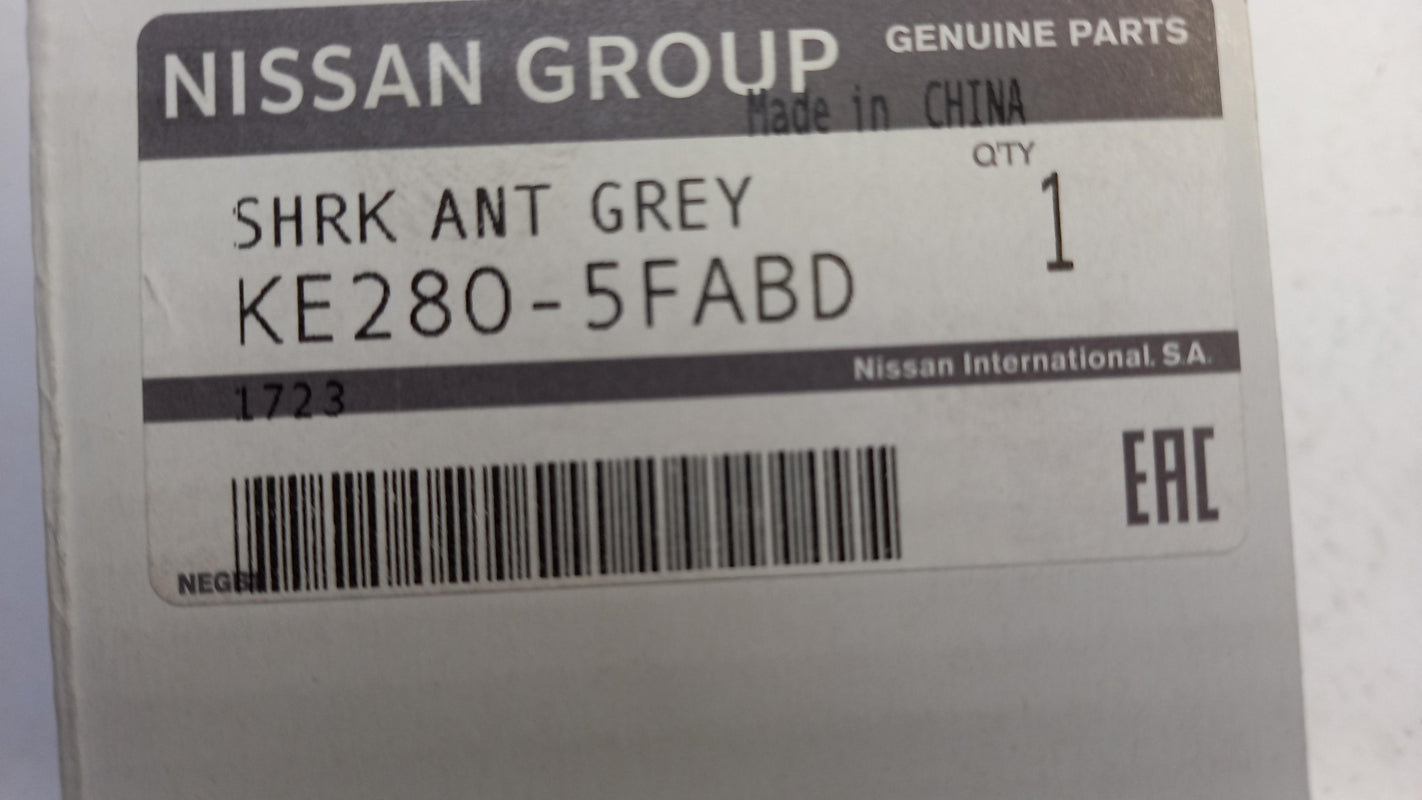 NISSAN GROUP GENUINE PARTS
Made in CHINA
QTY
SHRK ANT GREY 1
KE280-5FABD
Nissan International. S.A.
1723
EAC